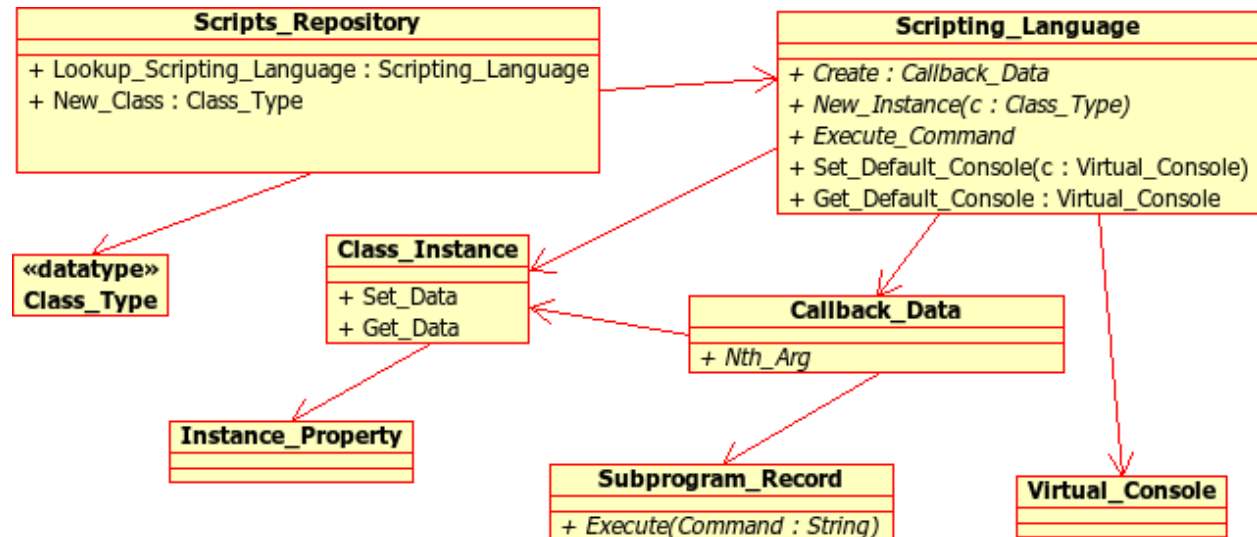 Scripts_Repository
+ Lookup_Scripting_Language : Scripting_Language
+ New_Class : Class_Type
Scripting_Language
+ Create : Callback_Data
+ New_Instance(c : Class_Type)
+ Execute_Command
+ Set_Default_Console(c : Virtual_Console)
+ Get_Default_Console : Virtual_Console
«datatype»
Class_Type
Class_Instance
+ Set_Data
+ Get_Data
Callback_Data
+ Nth_Arg
Instance_Property
Subprogram_Record
+ Execute(Command : String)
Virtual_Console